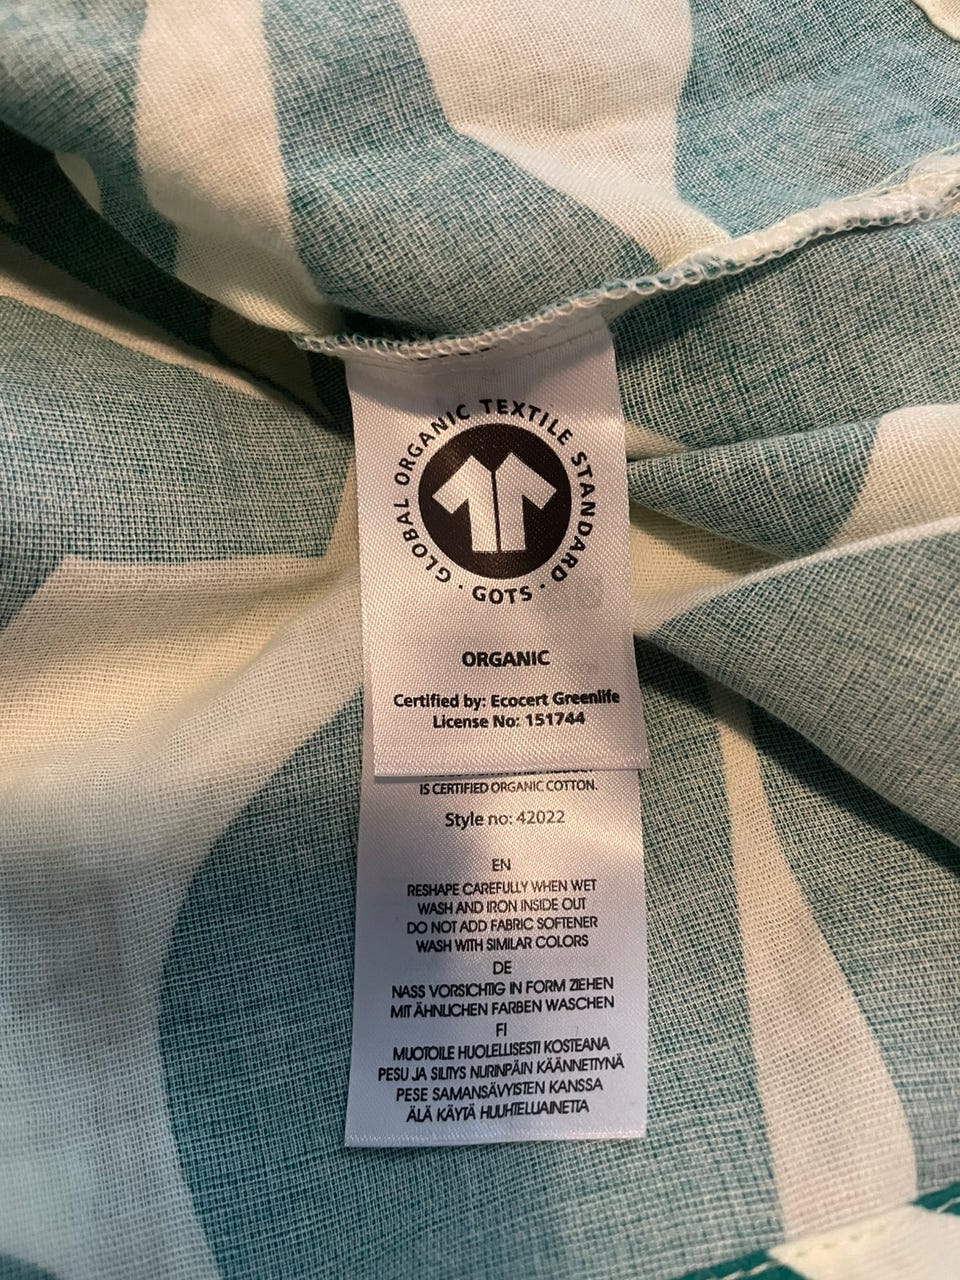 GLOBAL ORGANIC TEXTILE STANDARD · GOTS ·
ORGANIC
Certified by: Ecocert Greenlife
License No: 151744
IS CERTIFIED ORGANIC COTTON.
Style no: 42022
EN
RESHAPE CAREFULLY WHEN WET
WASH AND IRON INSIDE OUT
DO NOT ADD FABRIC SOFTENER
WASH WITH SIMILAR COLORS
DE
NASS VORSICHTIG IN FORM ZIEHEN
MIT ÄHNLICHEN FARBEN WASCHEN
FI
MUOTOILE HUOLELLISESTI KOSTEANA
PESU JA SILITYS NURINPÄIN KÄÄNNETTYNÄ
PESE SAMANSÄVYISTEN KANSSA
ÄLÄ KÄYTÄ HUUHTELUAINETTA